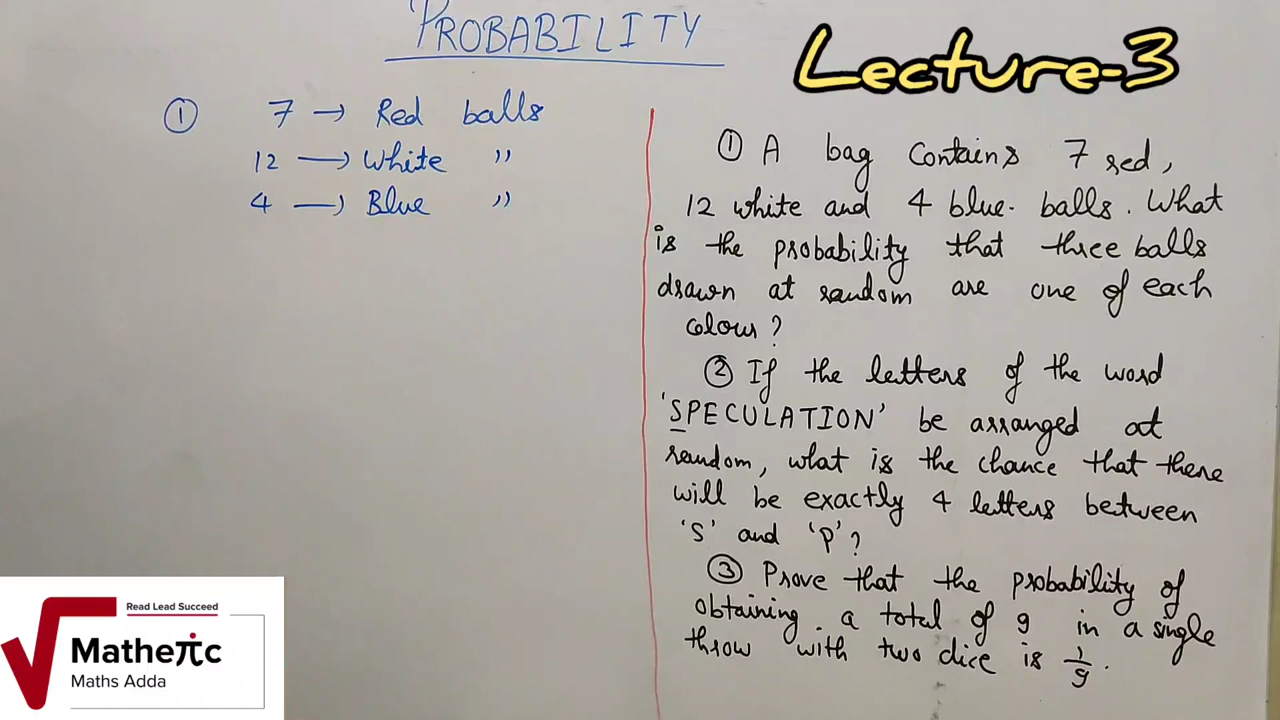 PROBABILITY
Lecture-3
① 7 → Red balls
12 → White "
4 → Blue "
① A bag contains 7 red,
12 white and 4 blue. balls. What
is the probability that three balls
drawn at random are one of each
colour?
② If the letters of the word
'SPECULATION' be arranged at
random, what is the chance that there
will be exactly 4 letters between
'S' and 'P'?
③ Prove that the probability of
obtaining a total of 9 in a single
throw with two dice is 1/9.
Read Lead Succeed
Matheπc
Maths Adda